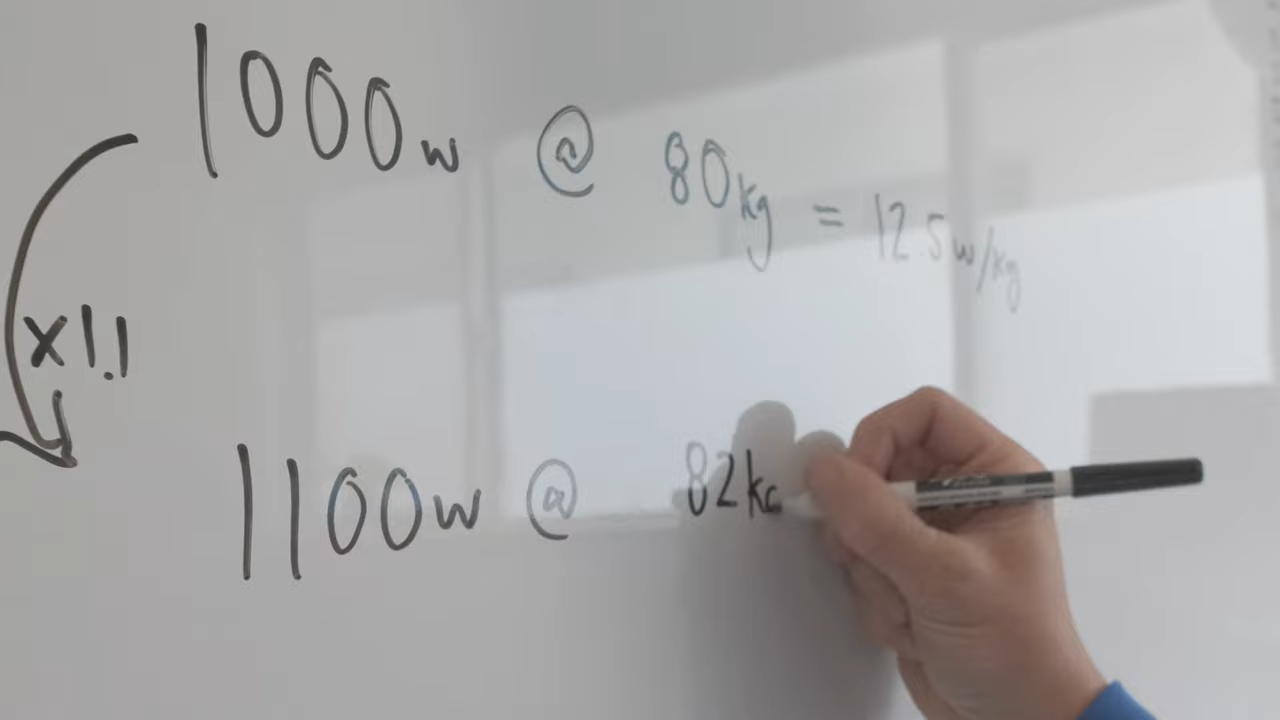 1000w @ 80kg = 12.5w/kg
x1.1
1100w @ 82kg